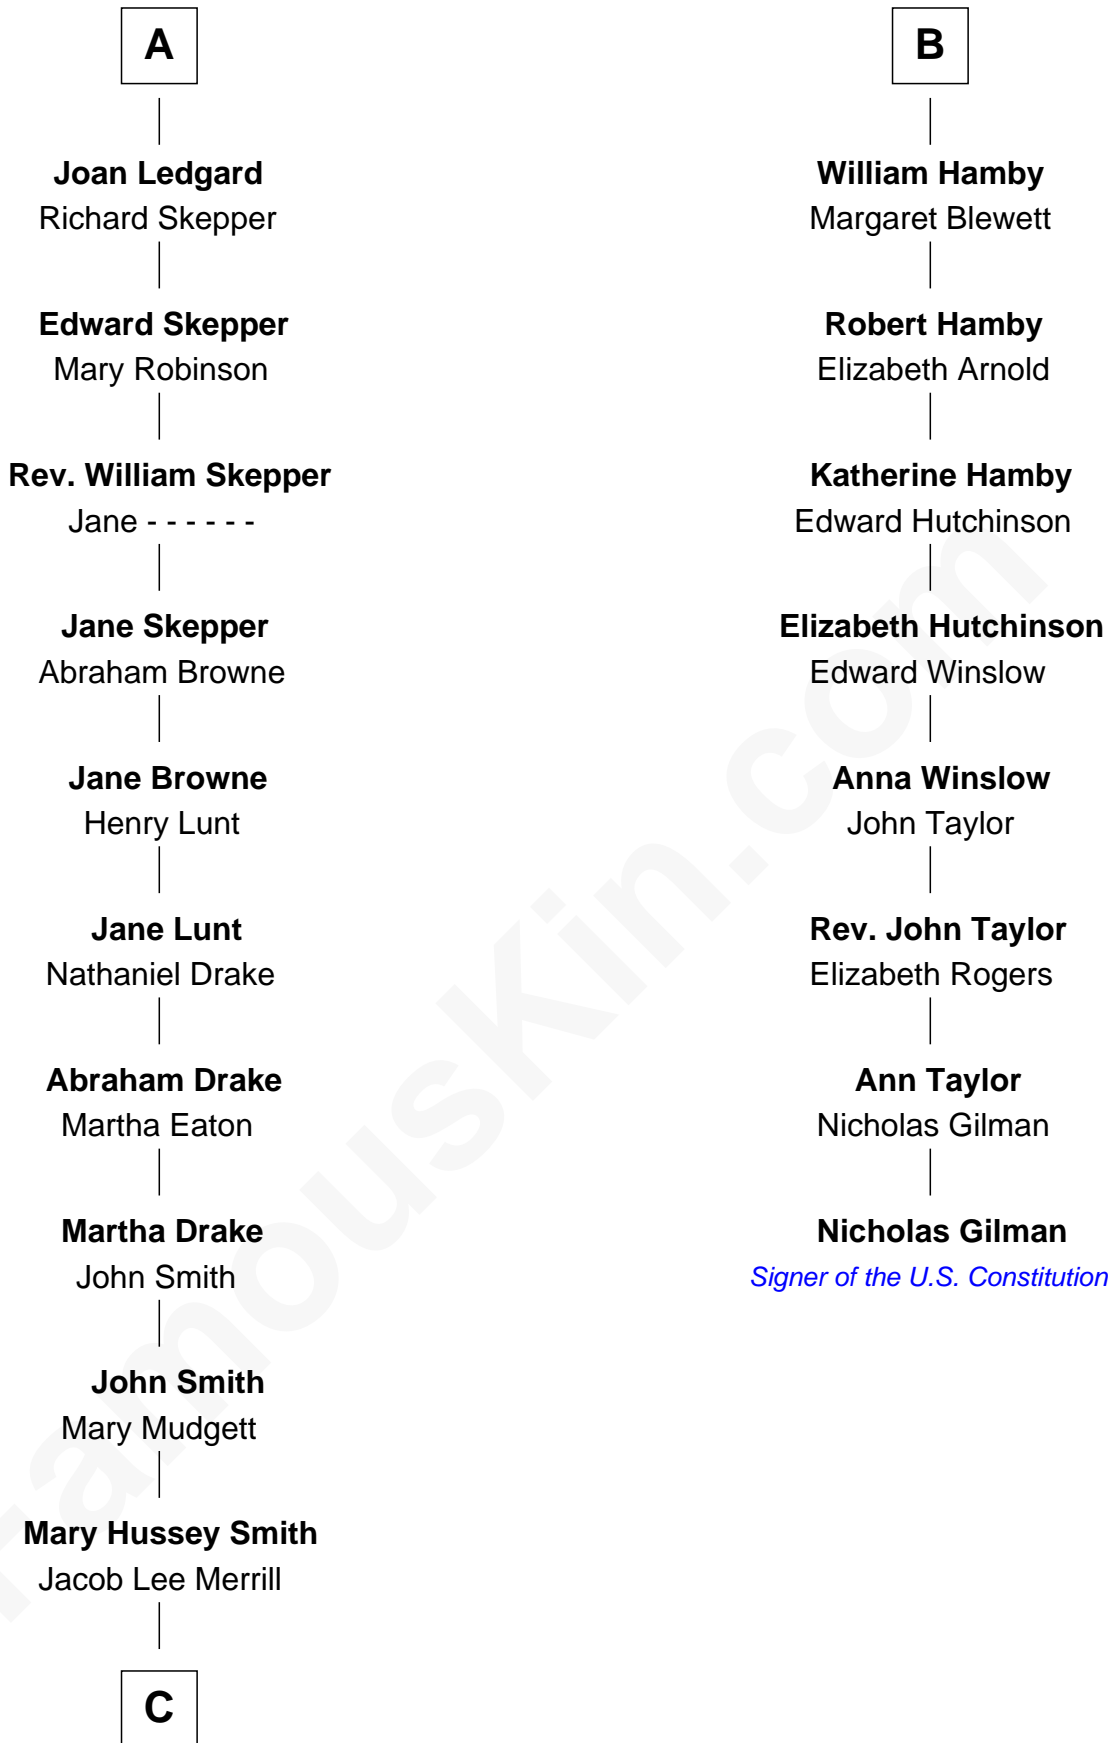 A
Joan Ledgard
Richard Skepper
Edward Skepper
Mary Robinson
Rev. William Skepper
Jane - - - - - -
Jane Skepper
Abraham Browne
Jane Browne
Henry Lunt
Jane Lunt
Nathaniel Drake
Abraham Drake
Martha Eaton
Martha Drake
John Smith
John Smith
Mary Mudgett
Mary Hussey Smith
Jacob Lee Merrill
C
B
William Hamby
Margaret Blewett
Robert Hamby
Elizabeth Arnold
Katherine Hamby
Edward Hutchinson
Elizabeth Hutchinson
Edward Winslow
Anna Winslow
John Taylor
Rev. John Taylor
Elizabeth Rogers
Ann Taylor
Nicholas Gilman
Nicholas Gilman
Signer of the U.S. Constitution
FamousKin.com